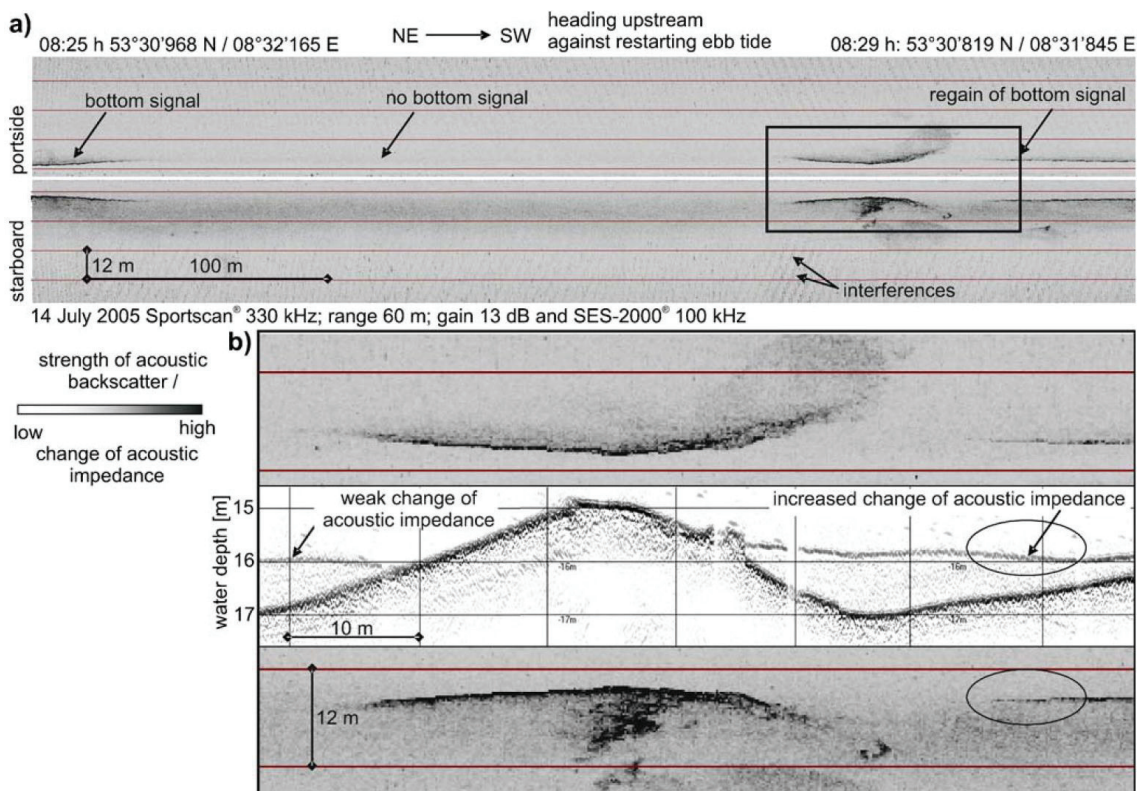 a)
NE → SW
heading upstream
against restarting ebb tide
08:25 h 53°30'968 N / 08°32'165 E
08:29 h: 53°30'819 N / 08°31'845 E
portside
bottom signal
no bottom signal
regain of bottom signal
starboard
12 m
100 m
interferences
14 July 2005 Sportscan® 330 kHz; range 60 m; gain 13 dB and SES-2000® 100 kHz
b)
strength of acoustic
backscatter /
low
high
change of acoustic
impedance
water depth [m]
15
16
17
weak change of
acoustic impedance
increased change of acoustic impedance
-16m
-16m
-17m
-17m
10 m
12 m